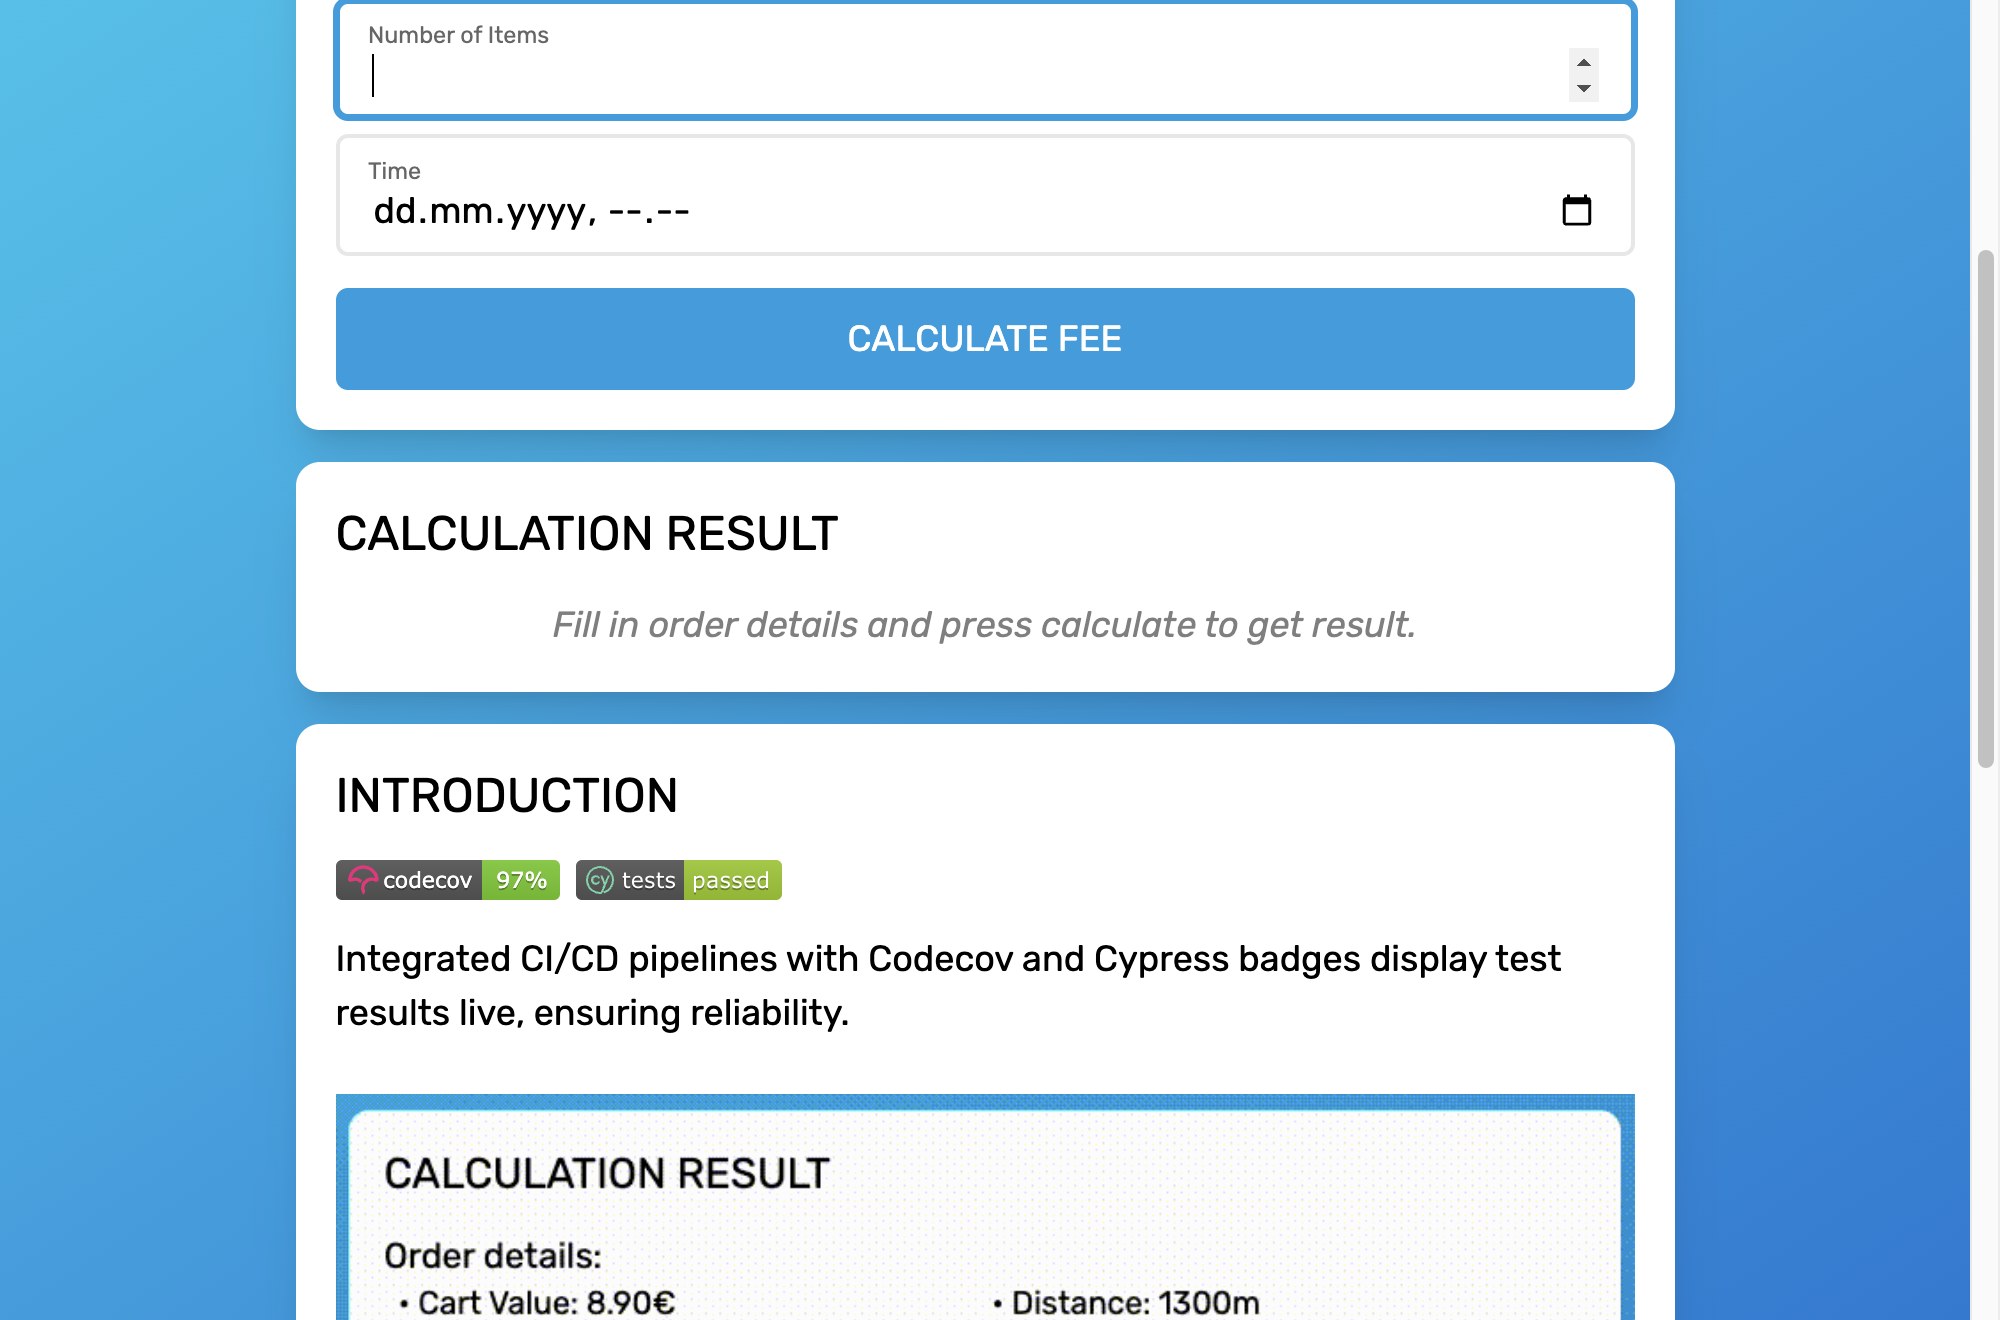 Number of Items
Time
dd.mm.yyyy, --.--
CALCULATE FEE
CALCULATION RESULT
Fill in order details and press calculate to get result.
INTRODUCTION
codecov 97% cy tests passed
Integrated CI/CD pipelines with Codecov and Cypress badges display test
results live, ensuring reliability.
CALCULATION RESULT
Order details:
• Cart Value: 8.90€ • Distance: 1300m